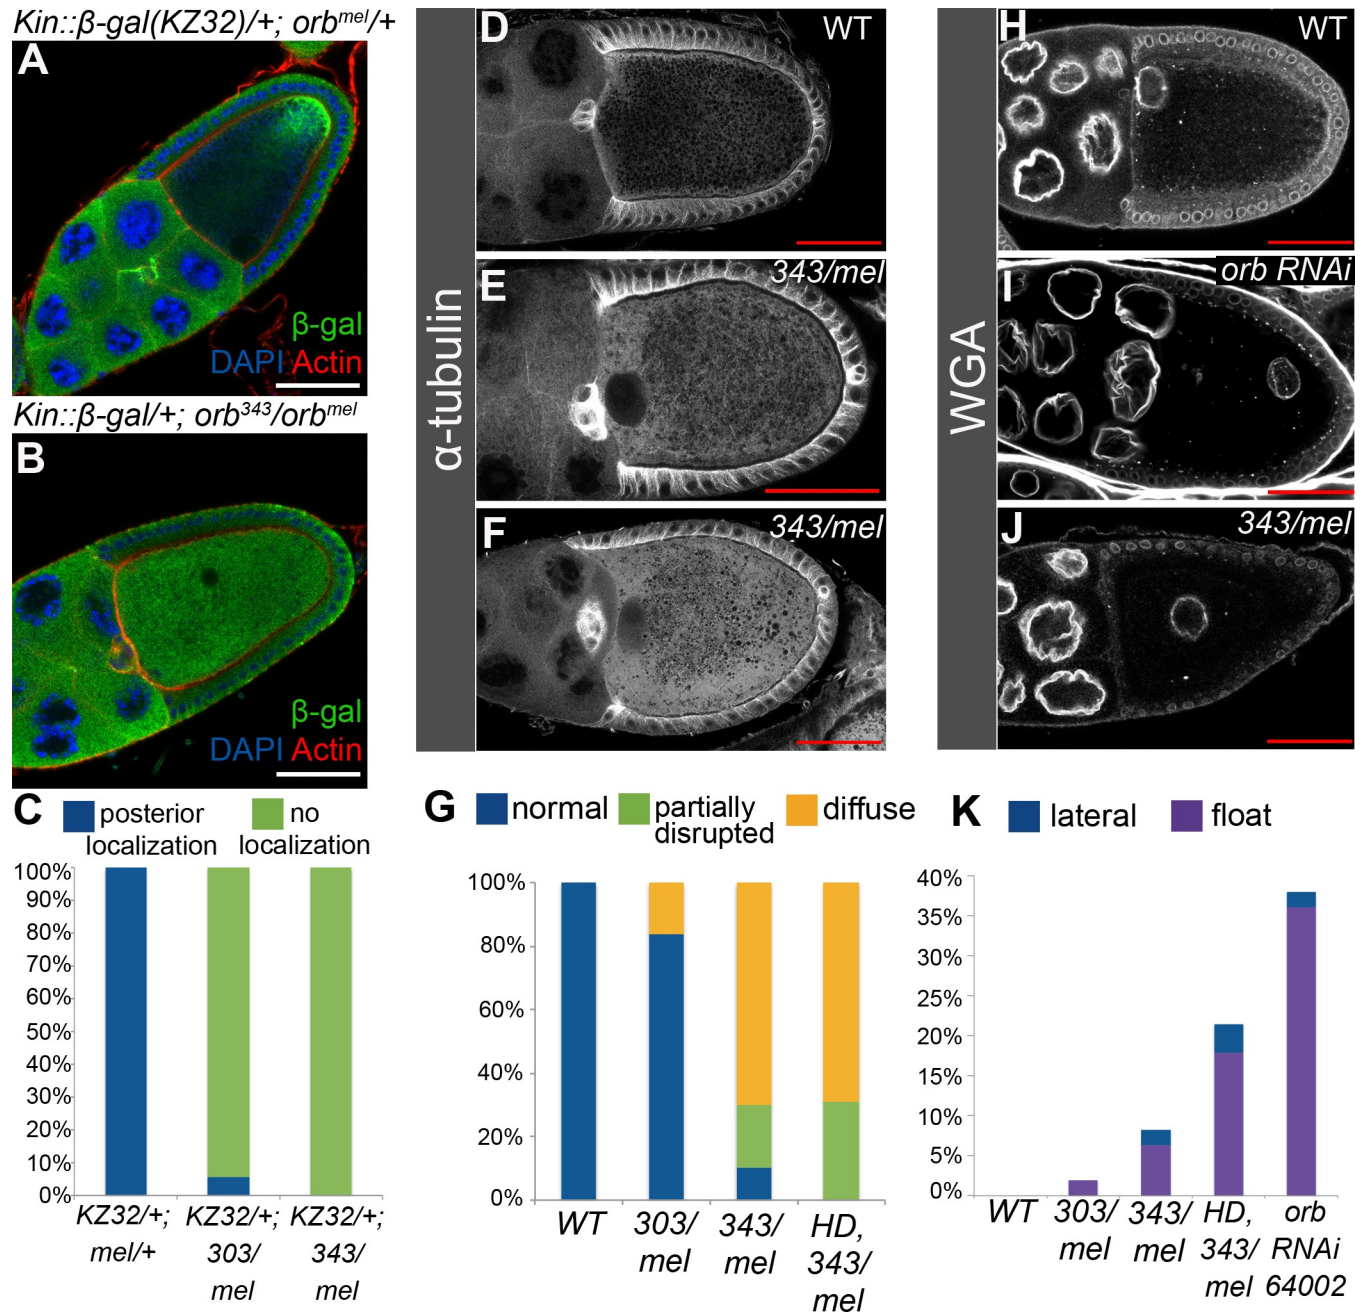 Kin::β-gal(KZ32)/+; orbmel/+
A
β-gal
DAPI Actin
Kin::β-gal/+; orb343/orbmel
B
β-gal
DAPI Actin
C
posterior localization
no localization
100%
90%
80%
70%
60%
50%
40%
30%
20%
10%
0%
KZ32/+;
mel/+
KZ32/+;
303/
mel
KZ32/+;
343/
mel
α-tubulin
D
WT
E
343/mel
F
343/mel
G
normal
partially
disrupted
diffuse
100%
80%
60%
40%
20%
0%
WT
303/
mel
343/
mel
HD,
343/
mel
WGA
H
WT
I
orb RNAi
J
343/mel
K
lateral
float
40%
35%
30%
25%
20%
15%
10%
5%
0%
WT
303/
mel
343/
mel
HD,
343/
mel
orb
RNAi
64002